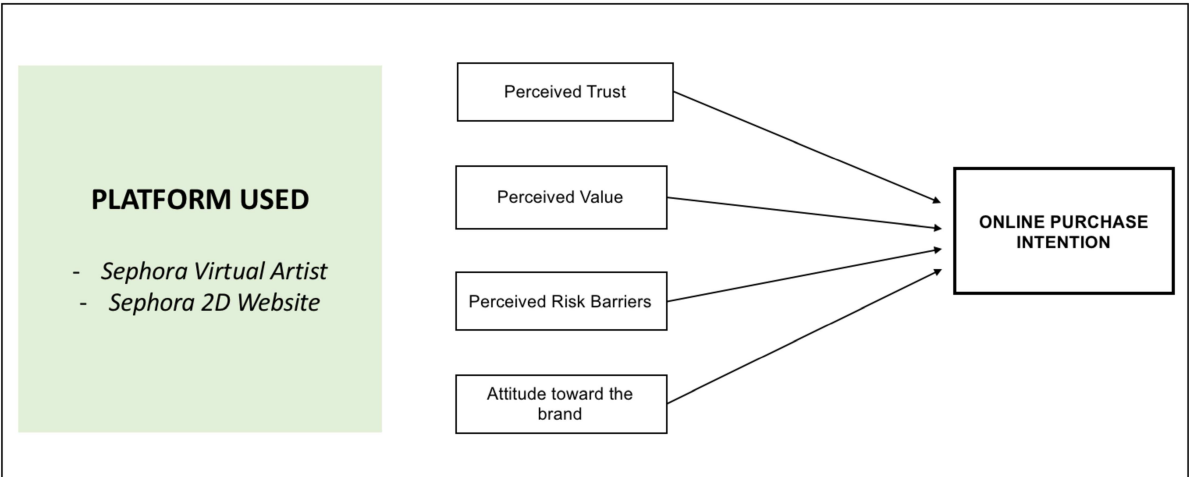 PLATFORM USED
- Sephora Virtual Artist
- Sephora 2D Website
Perceived Trust
Perceived Value
Perceived Risk Barriers
Attitude toward the
brand
ONLINE PURCHASE
INTENTION